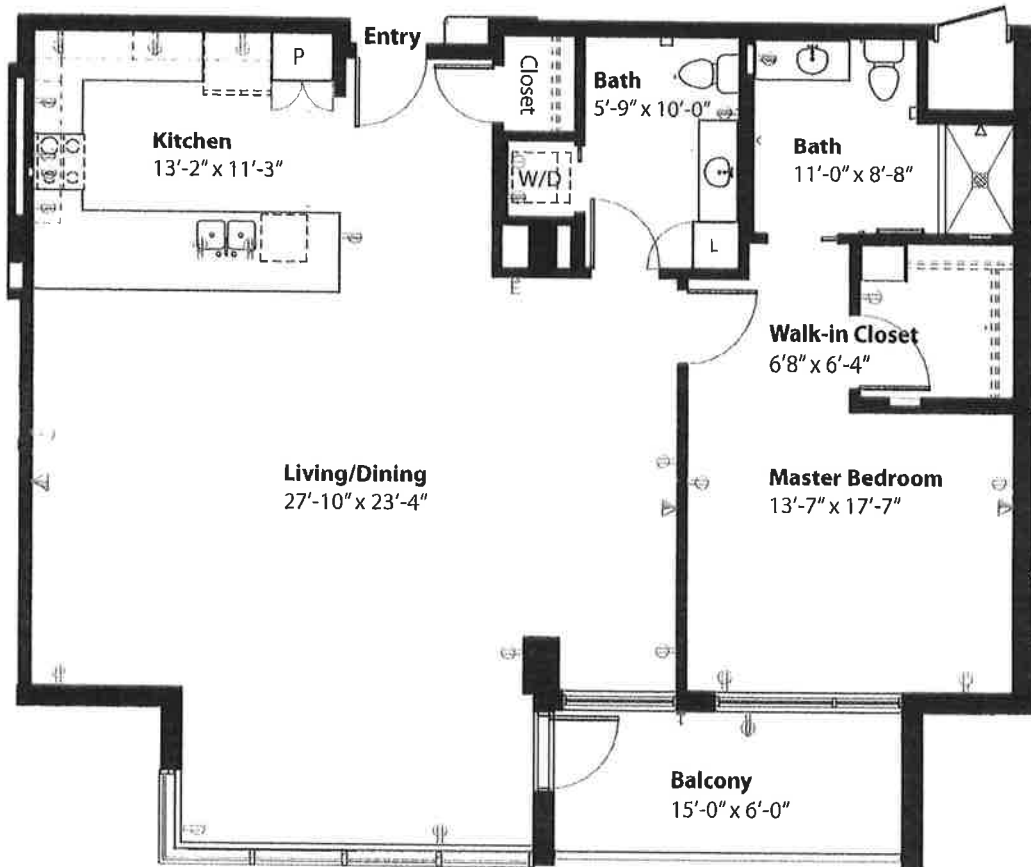 Entry
P
Closet
Bath
5'-9" x 10'-0"
Kitchen
13'-2" x 11'-3"
Bath
11'-0" x 8'-8"
W/D
L
Walk-in Closet
6'8" x 6'-4"
Living/Dining
27'-10" x 23'-4"
Master Bedroom
13'-7" x 17'-7"
Balcony
15'-0" x 6'-0"